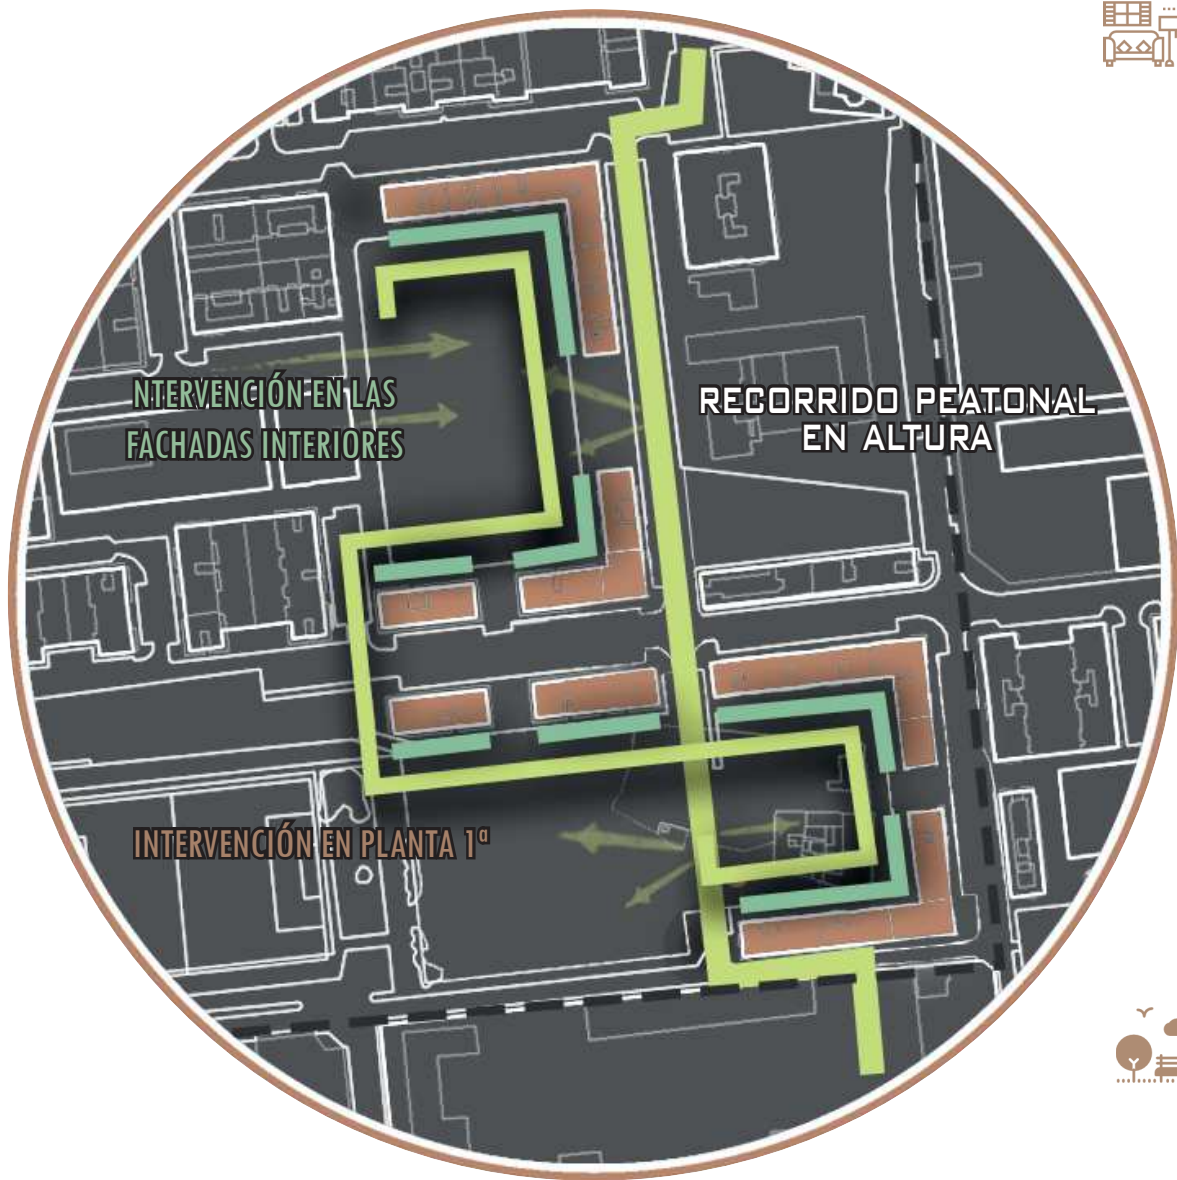 NTERVENCIÓN EN LAS
FACHADAS INTERIORES
RECORRIDO PEATONAL
EN ALTURA
INTERVENCIÓN EN PLANTA 1ª